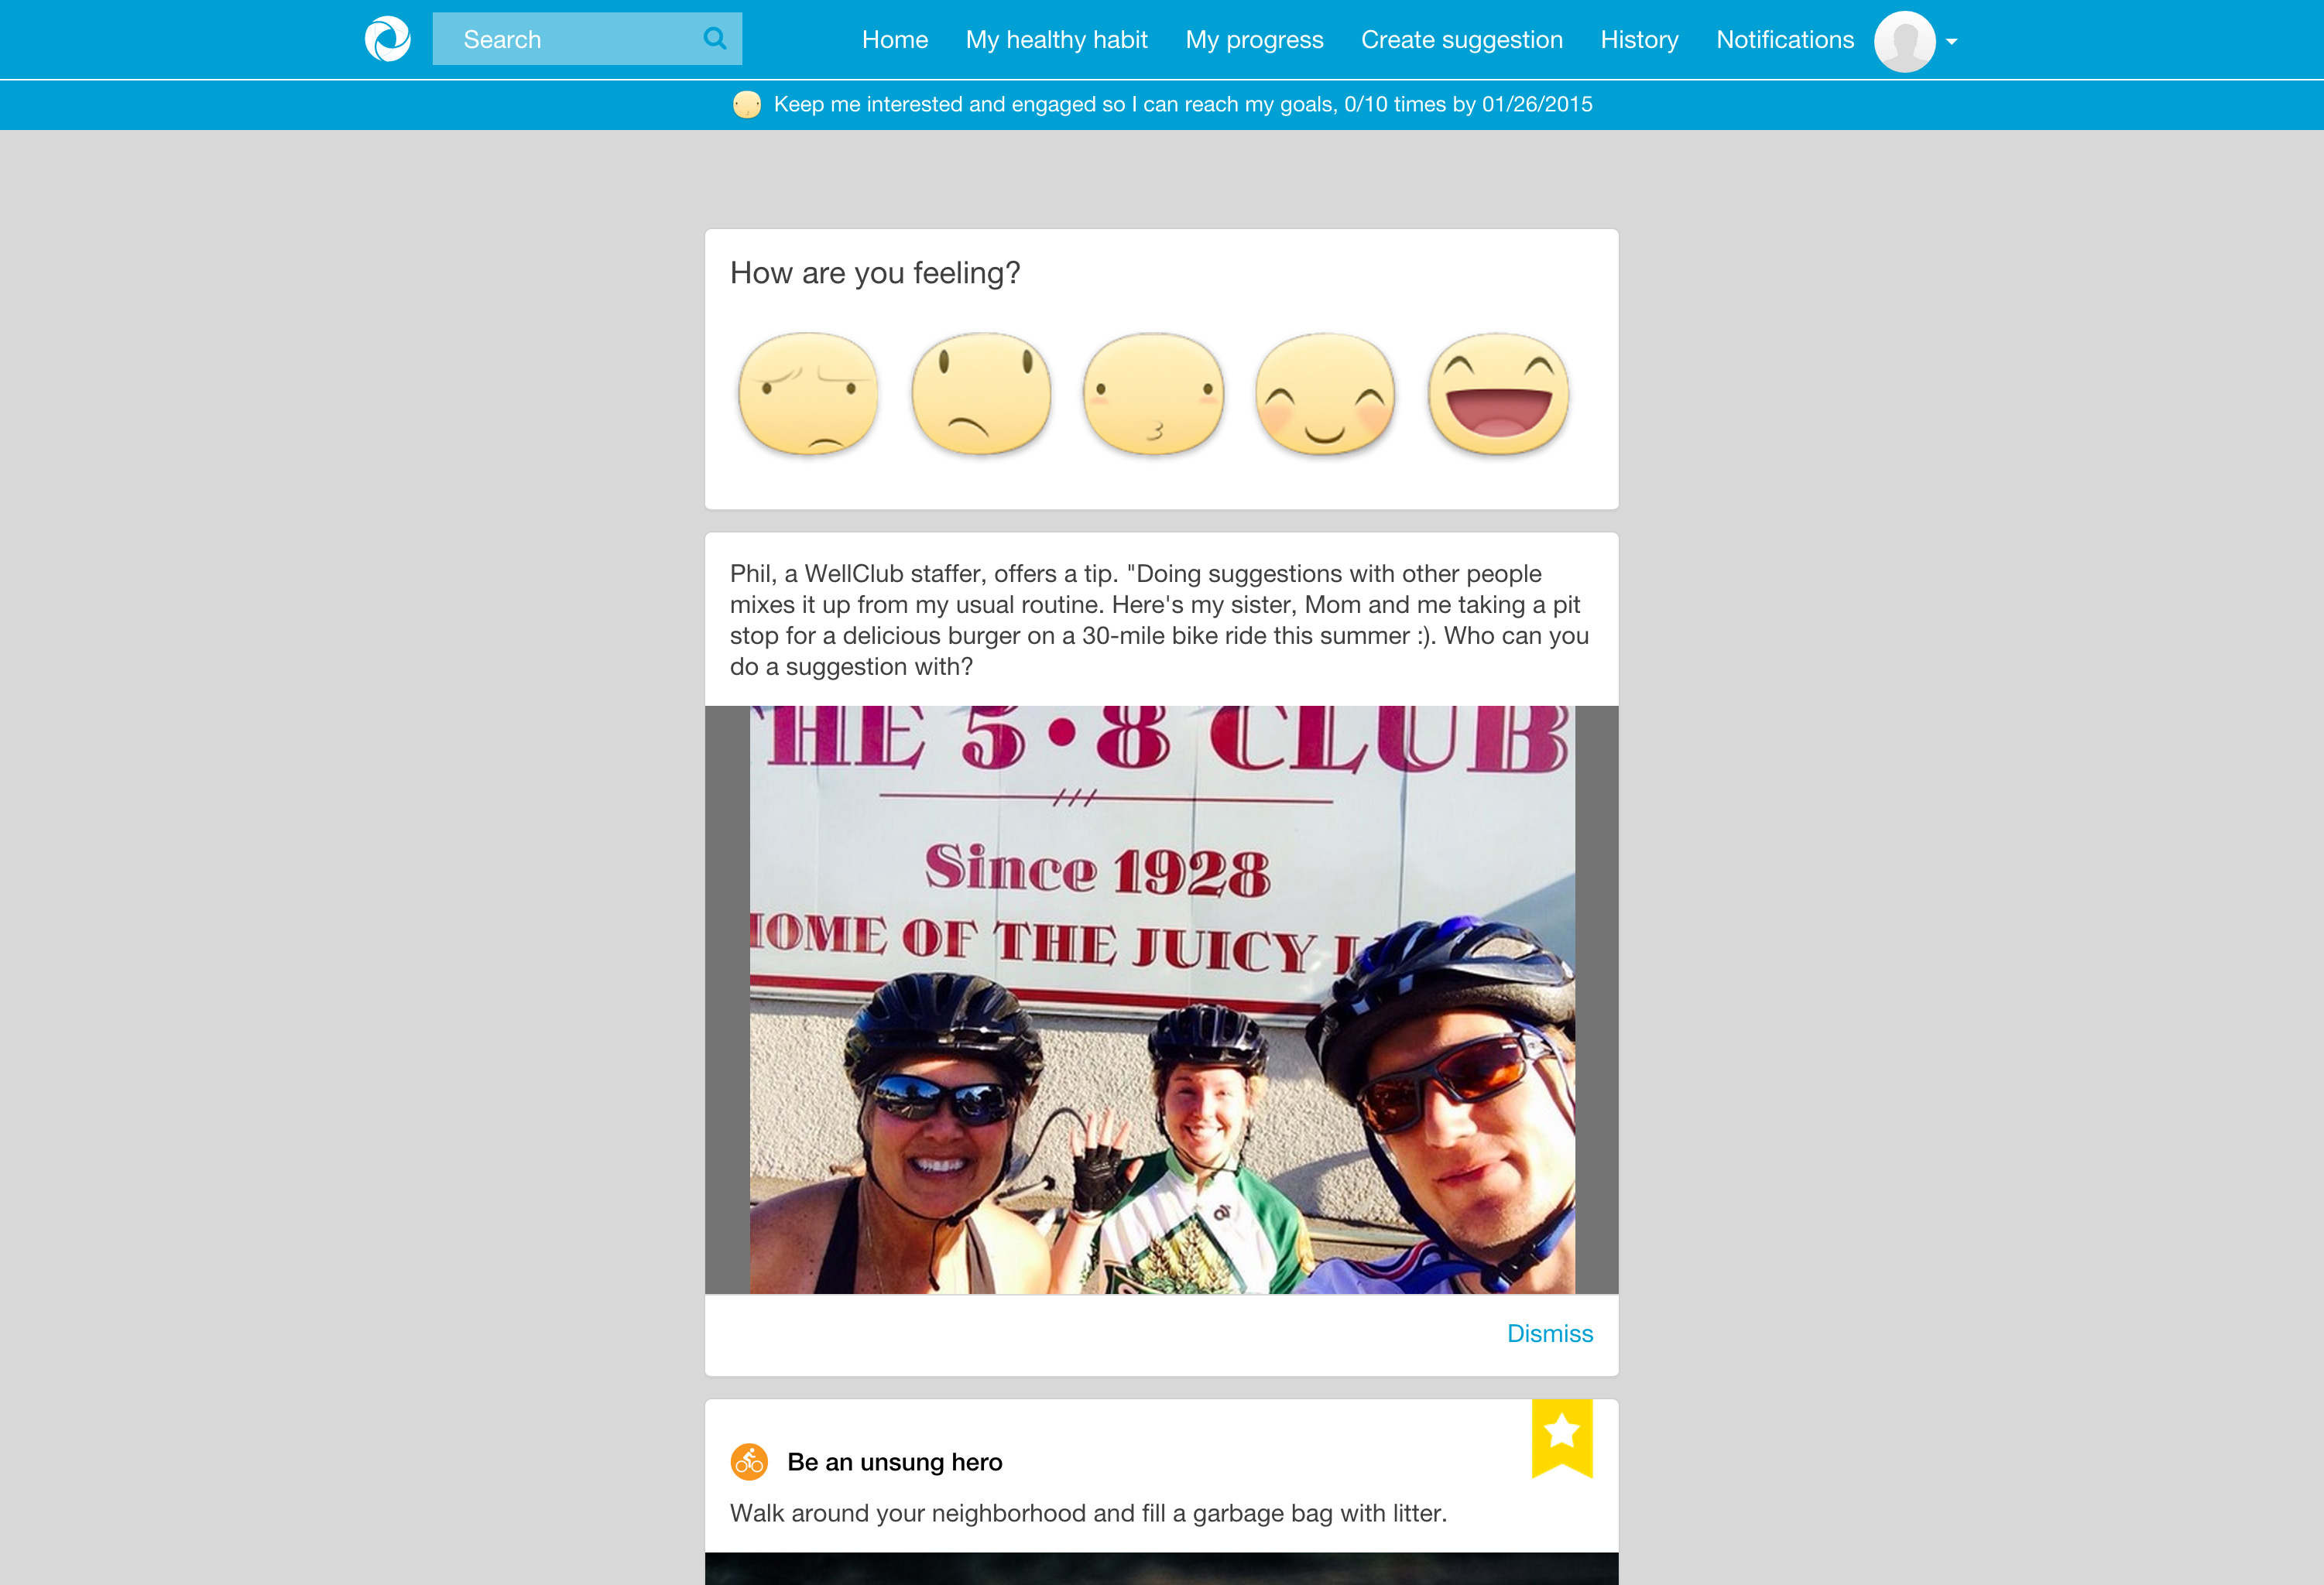 Search
Home
My healthy habit
My progress
Create suggestion
History
Notifications
Keep me interested and engaged so I can reach my goals, 0/10 times by 01/26/2015
How are you feeling?
Phil, a WellClub staffer, offers a tip. "Doing suggestions with other people
mixes it up from my usual routine. Here's my sister, Mom and me taking a pit
stop for a delicious burger on a 30-mile bike ride this summer :). Who can you
do a suggestion with?
HE 5•8 CLUB
Since 1928
HOME OF THE JUICY
Dismiss
Be an unsung hero
Walk around your neighborhood and fill a garbage bag with litter.